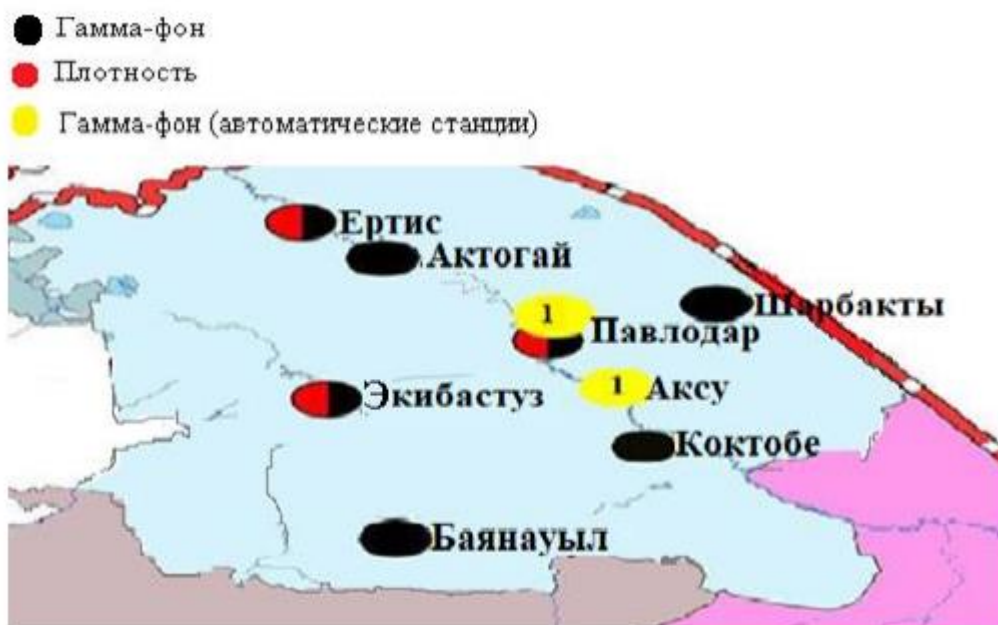 Гамма-фон
Плотность
Гамма-фон (автоматические станции)
Ертис
Актогай
Шарбакты
1
Павлодар
1
Аксу
Экибастуз
Коктобе
Баянауыл